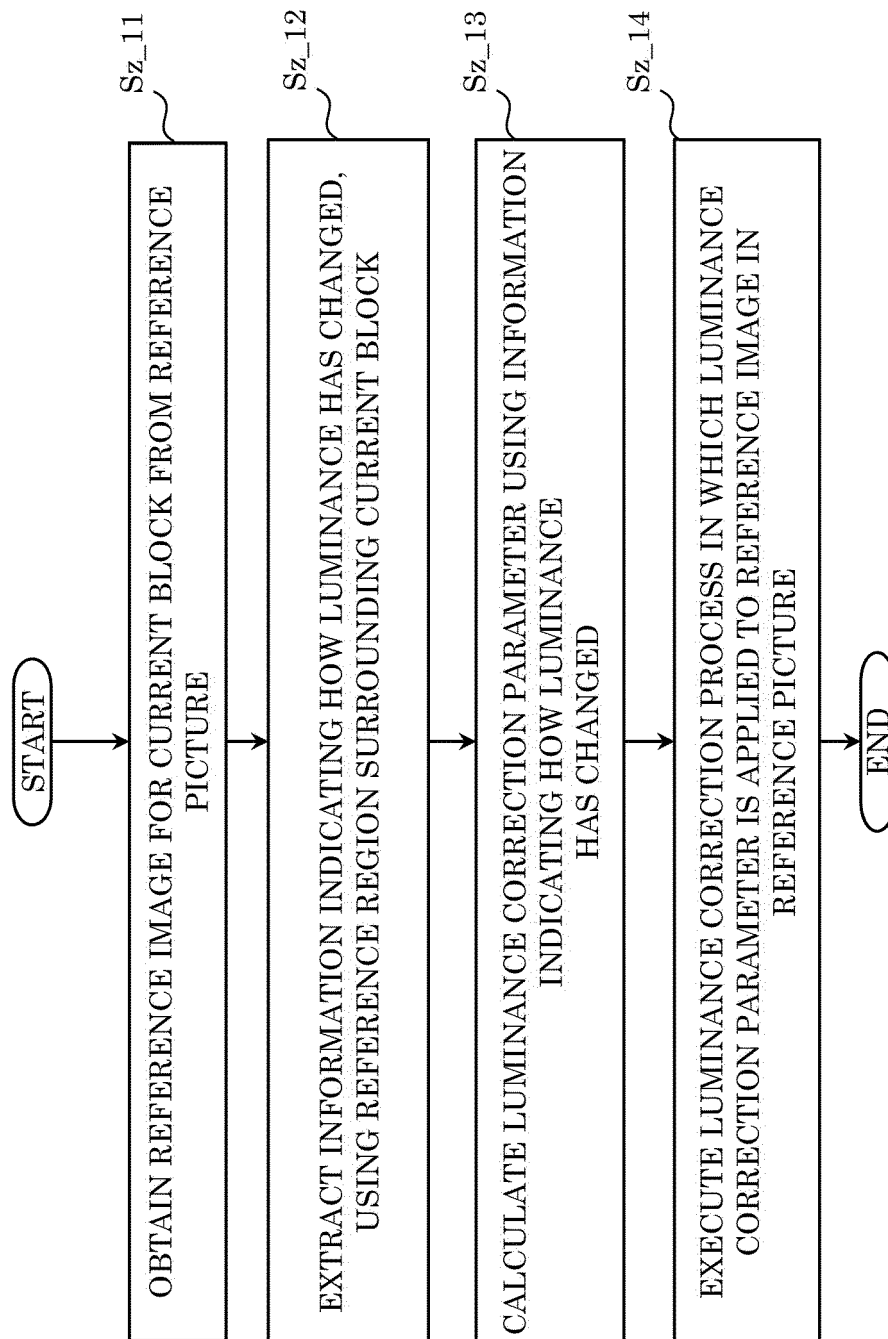 START
Sz_11
OBTAIN REFERENCE IMAGE FOR CURRENT BLOCK FROM REFERENCE
PICTURE
Sz_12
EXTRACT INFORMATION INDICATING HOW LUMINANCE HAS CHANGED,
USING REFERENCE REGION SURROUNDING CURRENT BLOCK
Sz_13
CALCULATE LUMINANCE CORRECTION PARAMETER USING INFORMATION
INDICATING HOW LUMINANCE
HAS CHANGED
Sz_14
EXECUTE LUMINANCE CORRECTION PROCESS IN WHICH LUMINANCE
CORRECTION PARAMETER IS APPLIED TO REFERENCE IMAGE IN
REFERENCE PICTURE
END